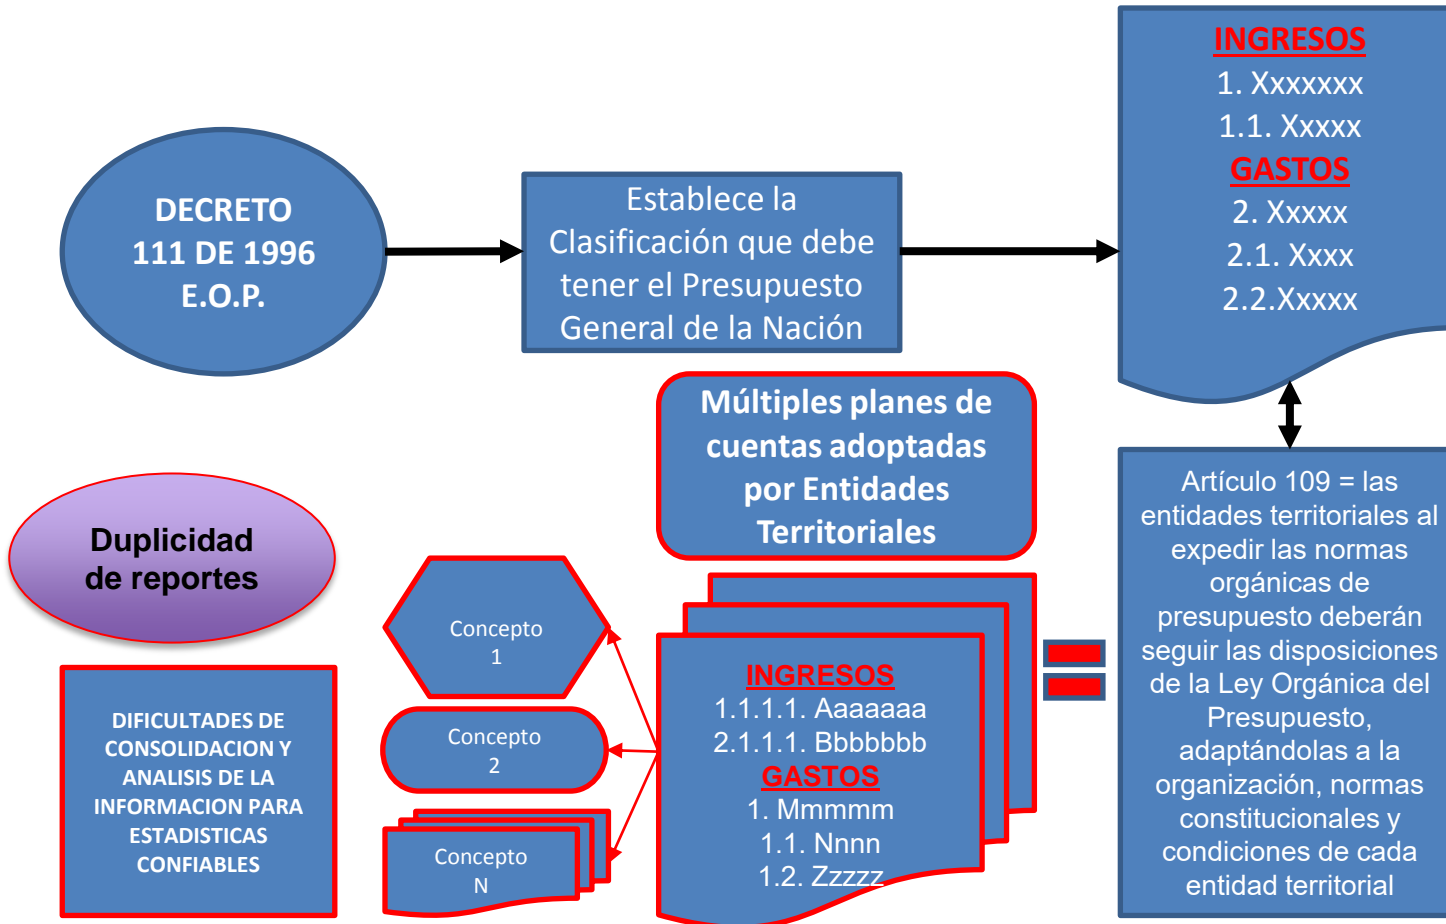 DECRETO
111 DE 1996
E.O.P.
Establece la
Clasificación que debe
tener el Presupuesto
General de la Nación
INGRESOS
1. Xxxxxxx
1.1. Xxxxx
GASTOS
2. Xxxxx
2.1. Xxxx
2.2.Xxxxx
Múltiples planes de
cuentas adoptadas
por Entidades
Territoriales
Artículo 109 = las
entidades territoriales al
expedir las normas
orgánicas de
presupuesto deberán
seguir las disposiciones
de la Ley Orgánica del
Presupuesto,
adaptándolas a la
organización, normas
constitucionales y
condiciones de cada
entidad territorial
Duplicidad
de reportes
DIFICULTADES DE
CONSOLIDACION Y
ANALISIS DE LA
INFORMACION PARA
ESTADISTICAS
CONFIABLES
Concepto
1
Concepto
2
Concepto
N
INGRESOS
1.1.1.1. Aaaaaaa
2.1.1.1. Bbbbbbb
GASTOS
1. Mmmmm
1.1. Nnnn
1.2. Zzzzz